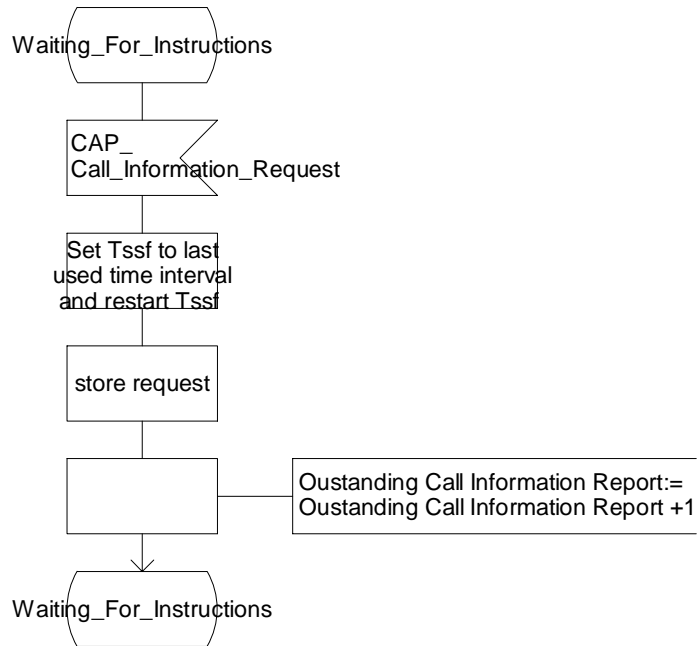 Waiting_For_Instructions
CAP_
Call_Information_Request
Set Tssf to last
used time interval
and restart Tssf
store request
Oustanding Call Information Report:=
Oustanding Call Information Report +1
Waiting_For_Instructions